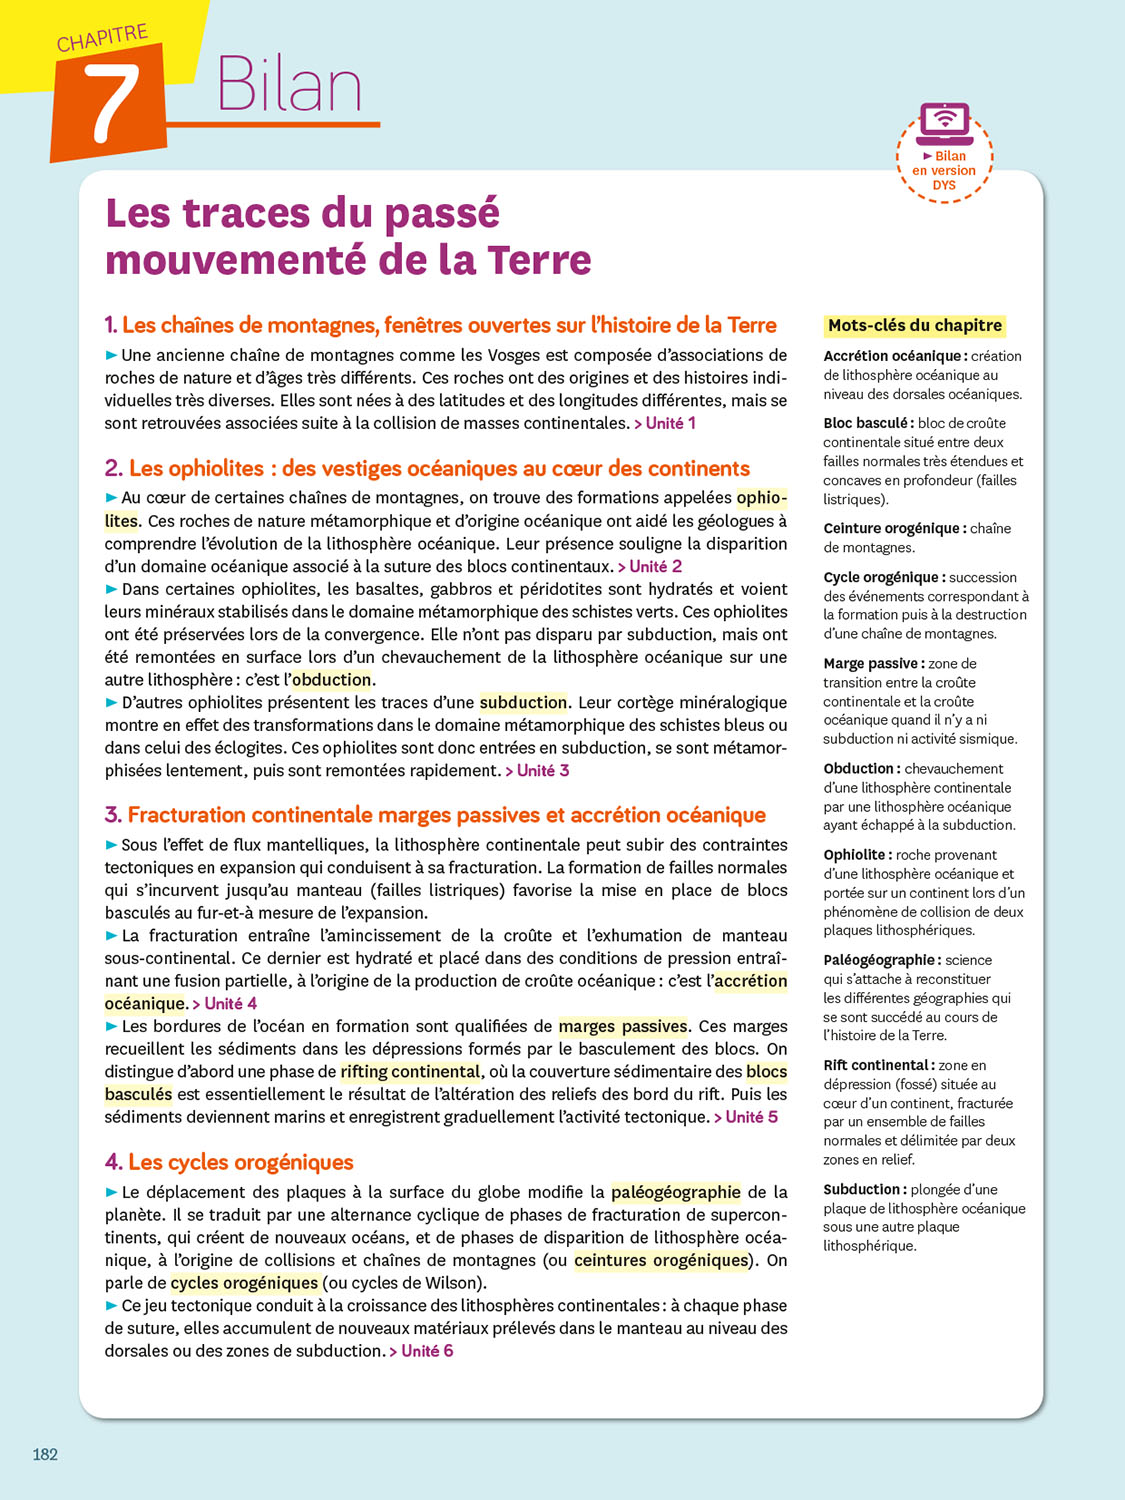 CHAPITRE
7
Bilan
► Bilan
en version
DYS
Les traces du passé
mouvementé de la Terre
1. Les chaînes de montagnes, fenêtres ouvertes sur l'histoire de la Terre
► Une ancienne chaîne de montagnes comme les Vosges est composée d'associations de
roches de nature et d'âges très différents. Ces roches ont des origines et des histoires indi-
viduelles très diverses. Elles sont nées à des latitudes et des longitudes différentes, mais se
sont retrouvées associées suite à la collision de masses continentales. > Unité 1
2. Les ophiolites : des vestiges océaniques au cœur des continents
► Au cœur de certaines chaînes de montagnes, on trouve des formations appelées ophio-
lites. Ces roches de nature métamorphique et d'origine océanique ont aidé les géologues à
comprendre l'évolution de la lithosphère océanique. Leur présence souligne la disparition
d'un domaine océanique associé à la suture des blocs continentaux. > Unité 2
► Dans certaines ophiolites, les basaltes, gabbros et péridotites sont hydratés et voient
leurs minéraux stabilisés dans le domaine métamorphique des schistes verts. Ces ophiolites
ont été préservées lors de la convergence. Elle n'ont pas disparu par subduction, mais ont
été remontées en surface lors d'un chevauchement de la lithosphère océanique sur une
autre lithosphère : c'est l'obduction.
► D'autres ophiolites présentent les traces d'une subduction. Leur cortège minéralogique
montre en effet des transformations dans le domaine métamorphique des schistes bleus ou
dans celui des éclogites. Ces ophiolites sont donc entrées en subduction, se sont métamor-
phisées lentement, puis sont remontées rapidement. > Unité 3
3. Fracturation continentale marges passives et accrétion océanique
► Sous l'effet de flux mantelliques, la lithosphère continentale peut subir des contraintes
tectoniques en expansion qui conduisent à sa fracturation. La formation de failles normales
qui s'incurvent jusqu'au manteau (failles listriques) favorise la mise en place de blocs
basculés au fur-et-à mesure de l'expansion.
► La fracturation entraîne l'amincissement de la croûte et l'exhumation de manteau
sous-continental. Ce dernier est hydraté et placé dans des conditions de pression entraî-
nant une fusion partielle, à l'origine de la production de croûte océanique : c'est l'accrétion
océanique. > Unité 4
► Les bordures de l'océan en formation sont qualifiées de marges passives. Ces marges
recueillent les sédiments dans les dépressions formés par le basculement des blocs. On
distingue d'abord une phase de rifting continental, où la couverture sédimentaire des blocs
basculés est essentiellement le résultat de l'altération des reliefs des bord du rift. Puis les
sédiments deviennent marins et enregistrent graduellement l'activité tectonique. > Unité 5
4. Les cycles orogéniques
► Le déplacement des plaques à la surface du globe modifie la paléogéographie de la
planète. Il se traduit par une alternance cyclique de phases de fracturation de supercon-
tinents, qui créent de nouveaux océans, et de phases de disparition de lithosphère océa-
nique, à l'origine de collisions et chaînes de montagnes (ou ceintures orogéniques). On
parle de cycles orogéniques (ou cycles de Wilson).
► Ce jeu tectonique conduit à la croissance des lithosphères continentales : à chaque phase
de suture, elles accumulent de nouveaux matériaux prélevés dans le manteau au niveau des
dorsales ou des zones de subduction. > Unité 6
Mots-clés du chapitre
Accrétion océanique : création
de lithosphère océanique au
niveau des dorsales océaniques.
Bloc basculé : bloc de croûte
continentale situé entre deux
failles normales très étendues et
concaves en profondeur (failles
listriques).
Ceinture orogénique : chaîne
de montagnes.
Cycle orogénique : succession
des événements correspondant à
la formation puis à la destruction
d'une chaîne de montagnes.
Marge passive : zone de
transition entre la croûte
continentale et la croûte
océanique quand il n'y a ni
subduction ni activité sismique.
Obduction : chevauchement
d'une lithosphère continentale
par une lithosphère océanique
ayant échappé à la subduction.
Ophiolite : roche provenant
d'une lithosphère océanique et
portée sur un continent lors d'un
phénomène de collision de deux
plaques lithosphériques.
Paléogéographie : science
qui s'attache à reconstituer
les différentes géographies qui
se sont succédé au cours de
l'histoire de la Terre.
Rift continental : zone en
dépression (fossé) située au
cœur d'un continent, fracturée
par un ensemble de failles
normales et délimitée par deux
zones en relief.
Subduction : plongée d'une
plaque de lithosphère océanique
sous une autre plaque
lithosphérique.
182